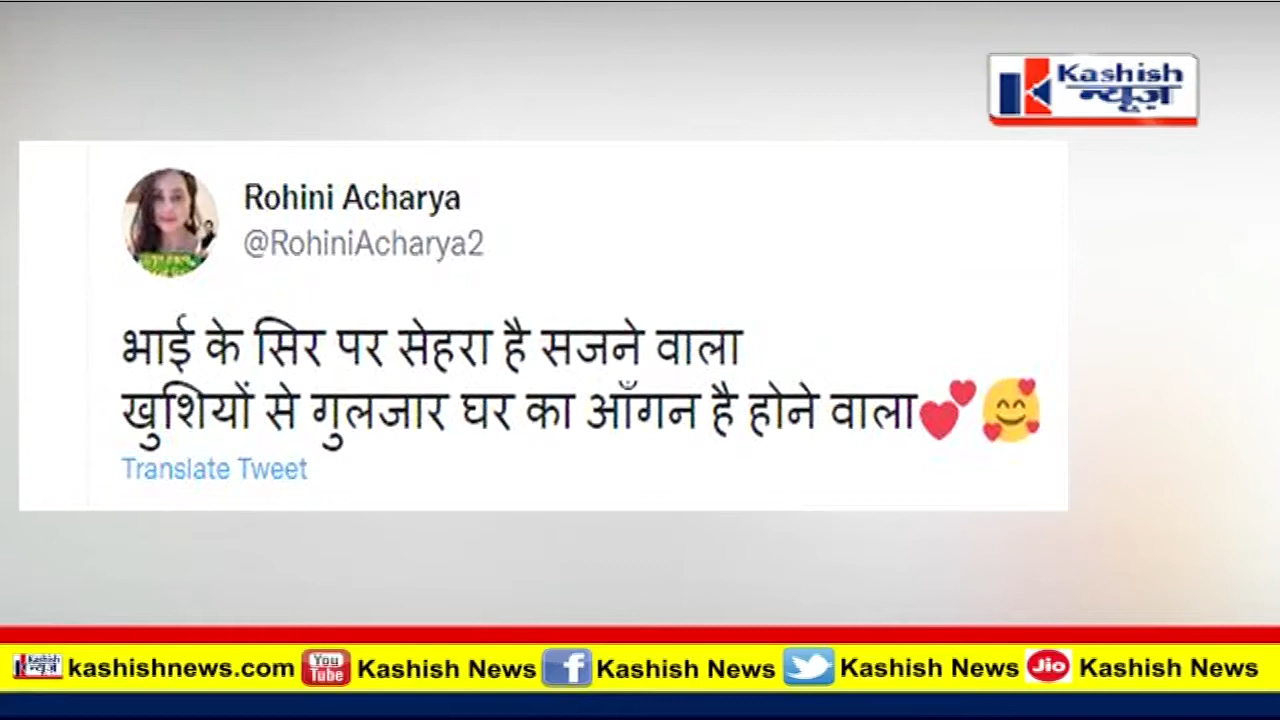 Kashish
न्यूज़
Rohini Acharya
@RohiniAcharya2
भाई के सिर पर सेहरा है सजने वाला
खुशियों से गुलजार घर का आँगन है होने वाला💕🥰
Translate Tweet
Kashish न्यूज़ kashishnews.com You Tube Kashish News f Kashish News Kashish News Jio Kashish News